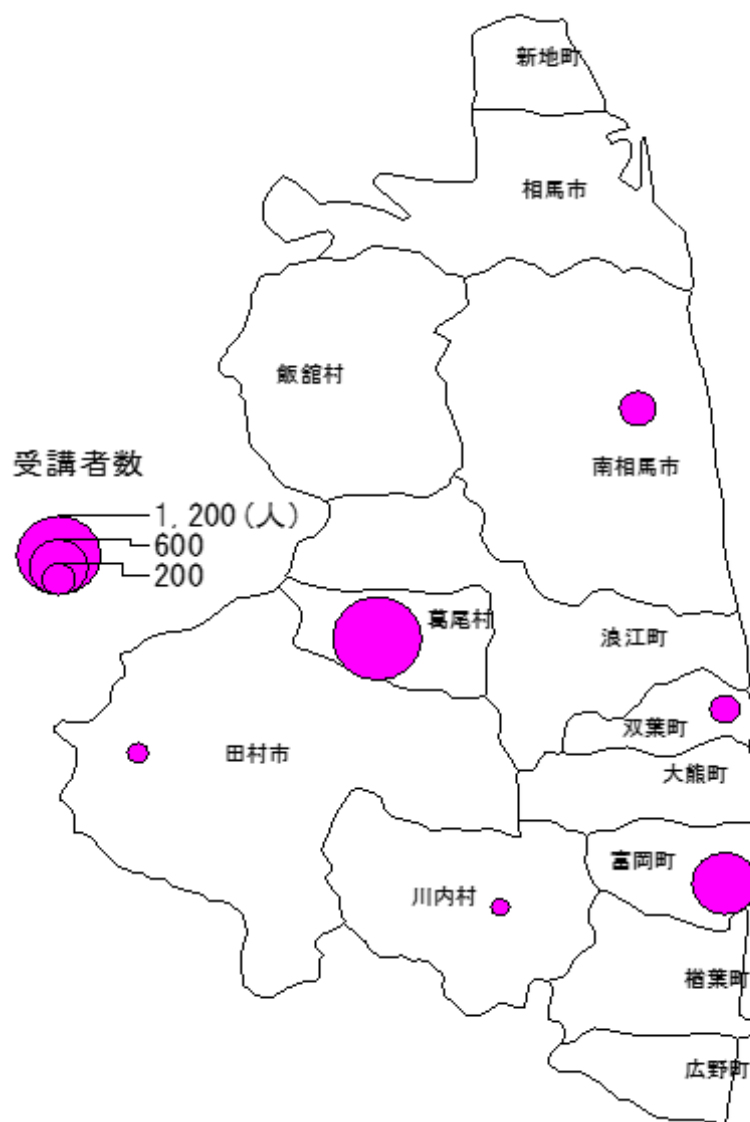 新地町
相馬市
飯舘村
南相馬市
受講者数
1,200(人)
600
200
葛尾村
浪江町
双葉町
田村市
大熊町
富岡町
川内村
楢葉町
広野町